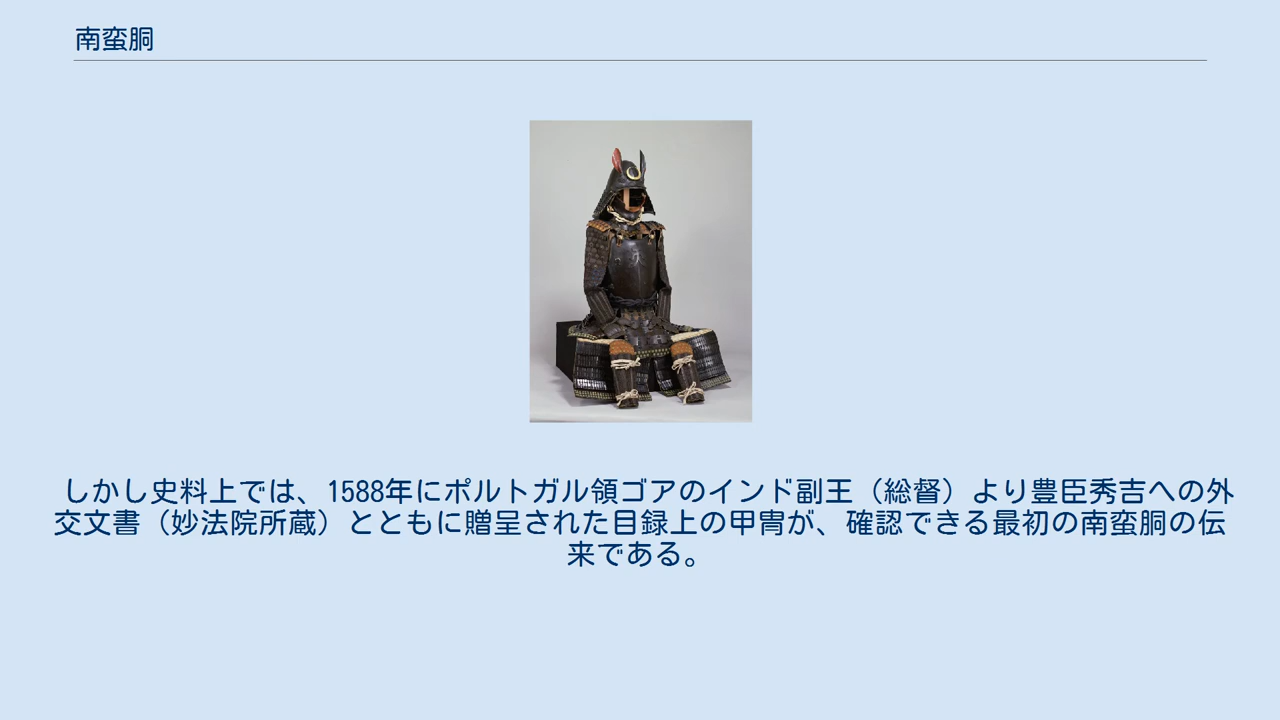 南蛮胴
しかし史料上では、1588年にポルトガル領ゴアのインド副王（総督）より豊臣秀吉への外
交文書（妙法院所蔵）とともに贈呈された目録上の甲冑が、確認できる最初の南蛮胴の伝
来である。